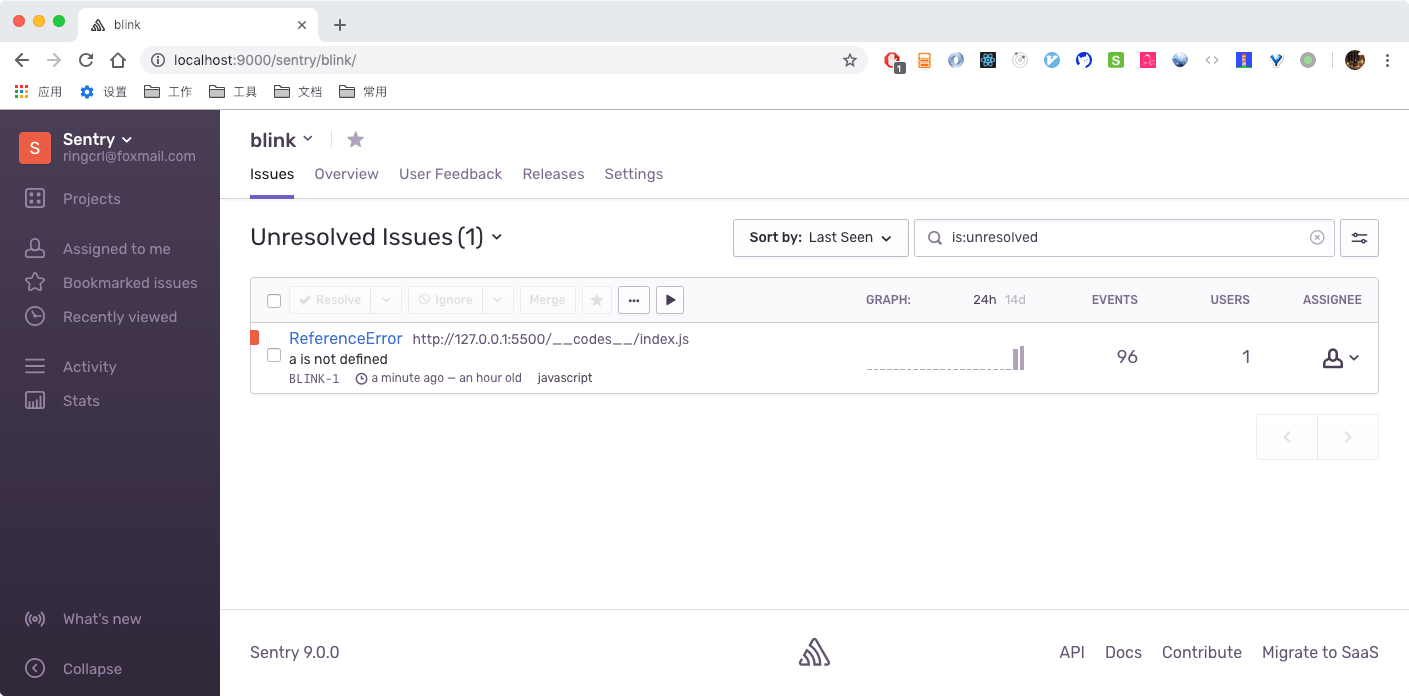 blink
localhost:9000/sentry/blink/
1
S
应用 设置 工作 工具 文档 常用
S
Sentry
ringcrl@foxmail.com
Projects
Assigned to me
Bookmarked issues
Recently viewed
Activity
Stats
What's new
Collapse
blink
Issues Overview User Feedback Releases Settings
Unresolved Issues (1)
Sort by: Last Seen
is:unresolved
Resolve Ignore Merge GRAPH: 24h 14d EVENTS USERS ASSIGNEE
ReferenceError http://127.0.0.1:5500/__codes__/index.js
a is not defined
96 1
BLINK-1 a minute ago — an hour old javascript
Sentry 9.0.0
API Docs Contribute Migrate to SaaS